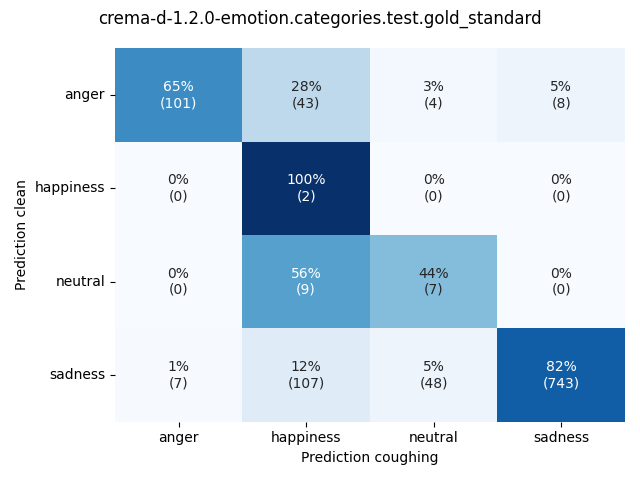 crema-d-1.2.0-emotion.categories.test.gold_standard
Prediction clean
anger
65%
(101)
28%
(43)
3%
(4)
5%
(8)
happiness
0%
(0)
100%
(2)
0%
(0)
0%
(0)
neutral
0%
(0)
56%
(9)
44%
(7)
0%
(0)
sadness
1%
(7)
12%
(107)
5%
(48)
82%
(743)
anger
happiness
neutral
sadness
Prediction coughing